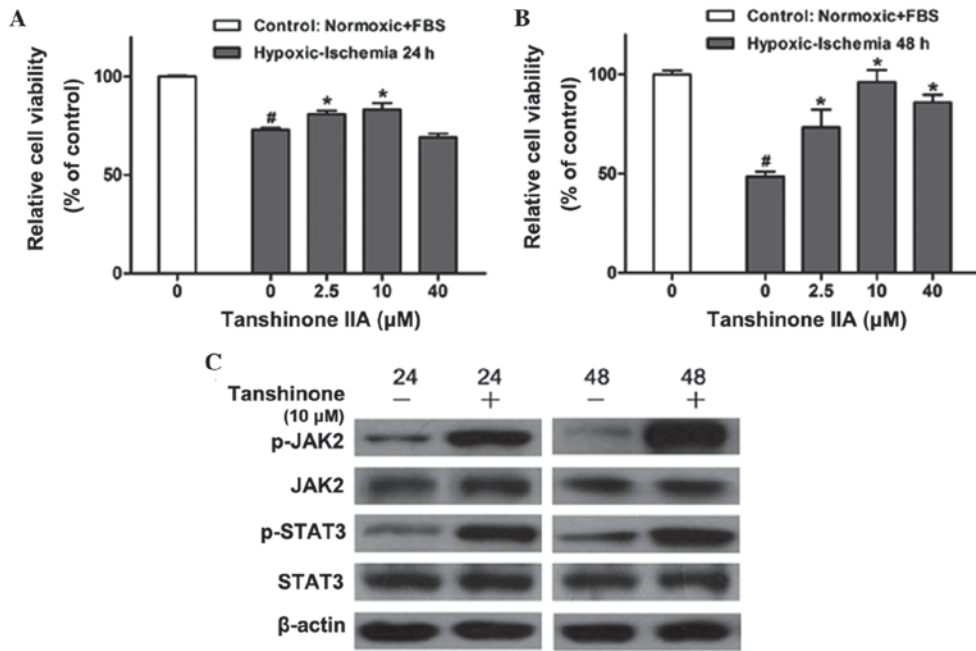 A
Control: Normoxic+FBS
Hypoxic-Ischemia 24 h
Relative cell viability
(% of control)
100
50
0
#
*
*
0
0
2.5
10
40
Tanshinone IIA (µM)
B
Control: Normoxic+FBS
Hypoxic-Ischemia 48 h
Relative cell viability
(% of control)
100
50
0
#
*
*
*
0
0
2.5
10
40
Tanshinone IIA (µM)
C
24 24 48 48
Tanshinone − + − +
(10 µM)
p-JAK2
JAK2
p-STAT3
STAT3
β-actin